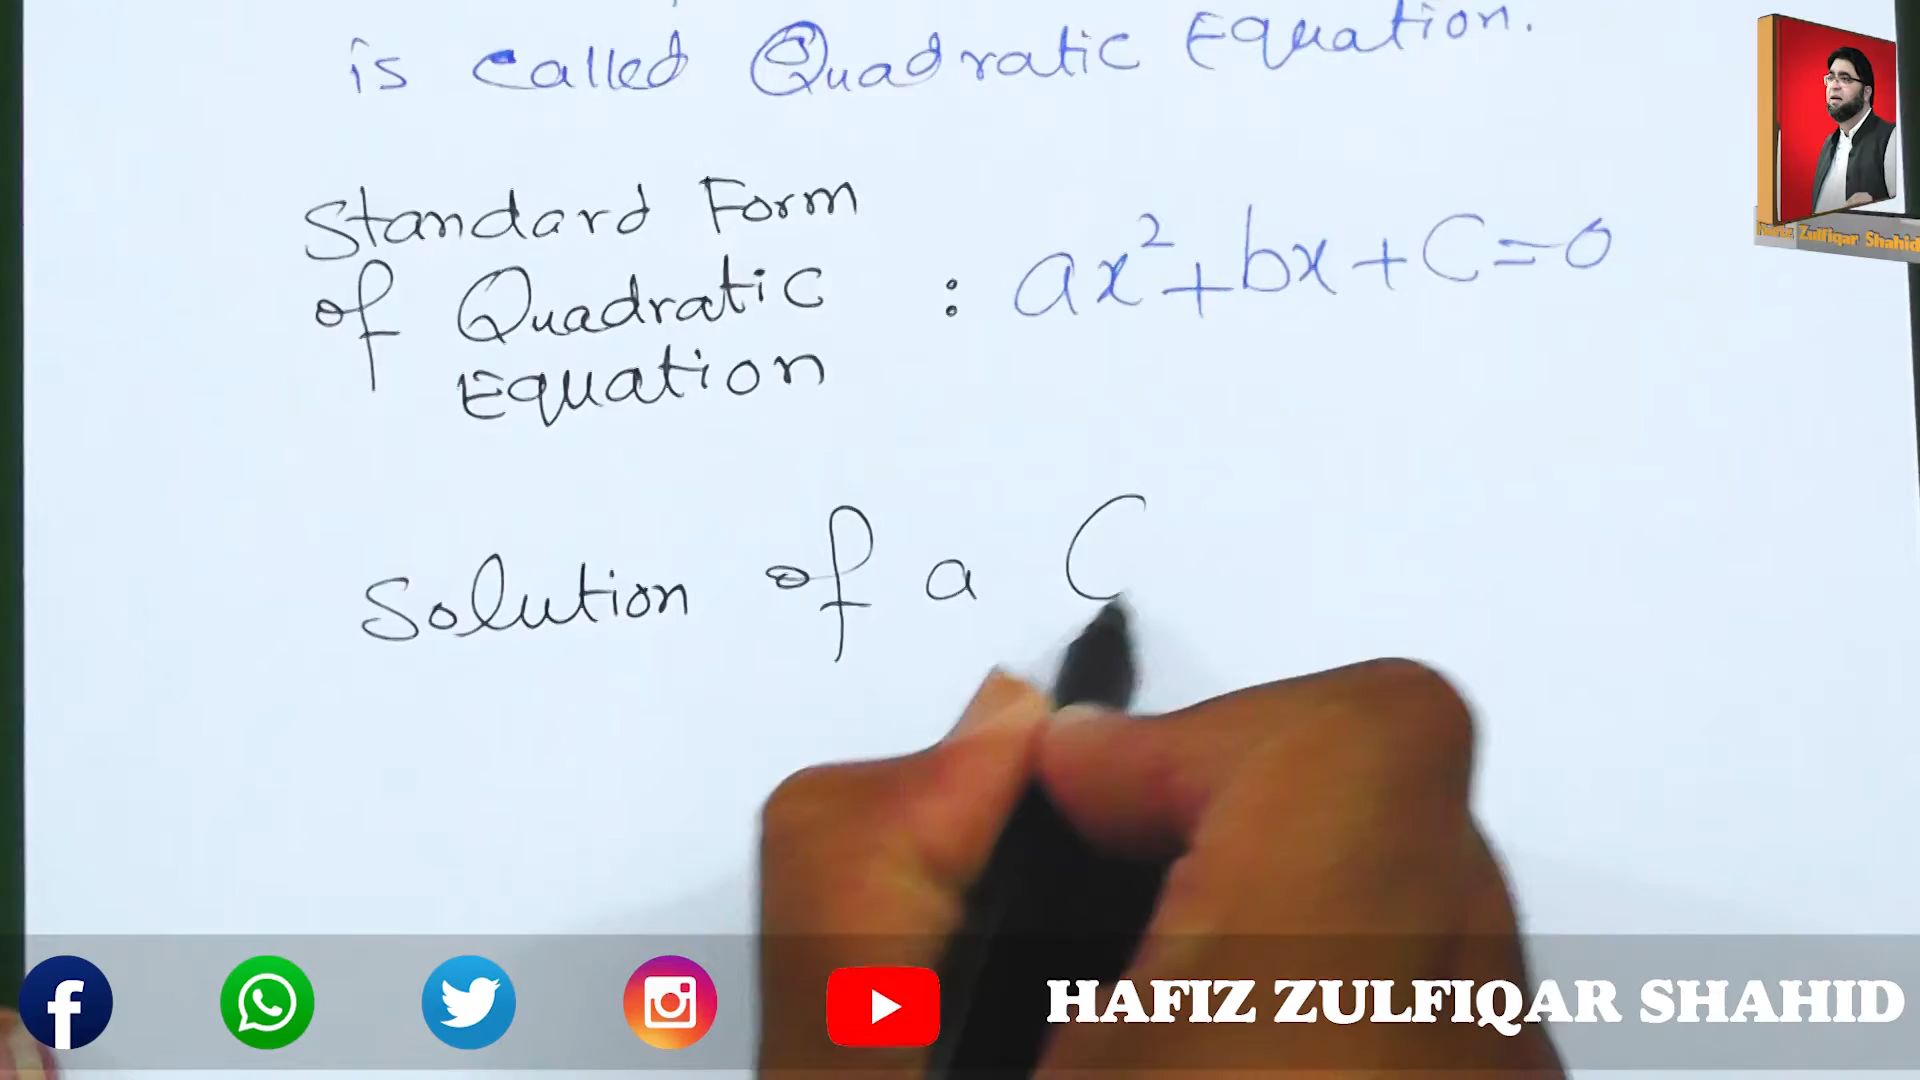 is called Quadratic Equation.
Standard Form
of Quadratic
Equation
: ax²+bx+C=0
Solution of a C
Hafiz Zulfiqar Shahid
HAFIZ ZULFIQAR SHAHID